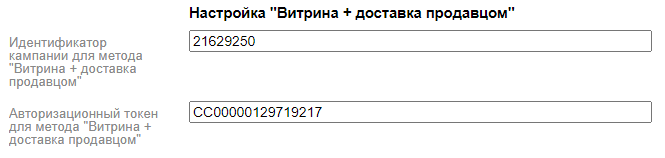 Настройка "Витрина + доставка продавцом"
Идентификатор
кампании для метода
"Витрина + доставка
продавцом"
21629250
Авторизационный токен
для метода "Витрина +
доставка продавцом"
CC00000129719217